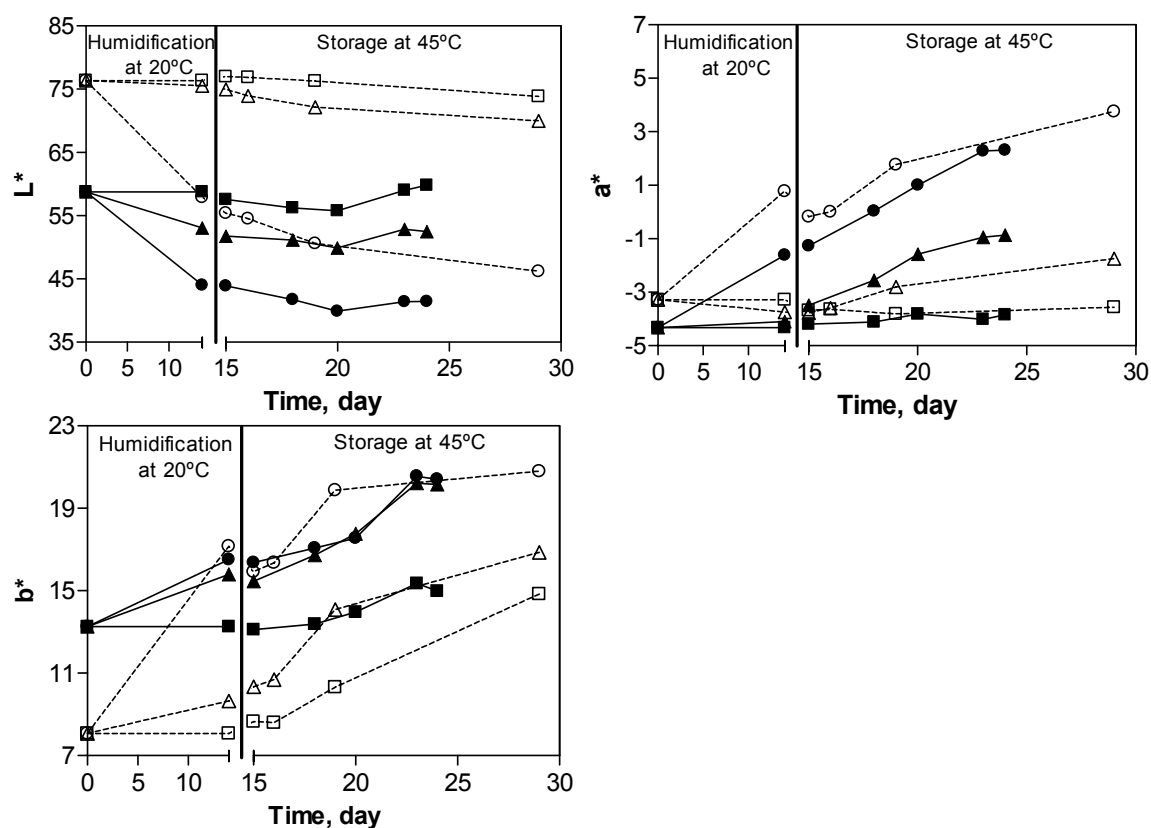 85
75
65
55
45
35
L*
Humidification
at 20ºC
Storage at 45ºC
0 5 10 15 20 25 30
Time, day
7
5
3
1
-1
-3
-5
a*
Humidification
at 20ºC
Storage at 45ºC
0 5 10 15 20 25 30
Time, day
23
19
15
11
7
b*
Humidification
at 20ºC
Storage at 45ºC
0 5 10 15 20 25 30
Time, day